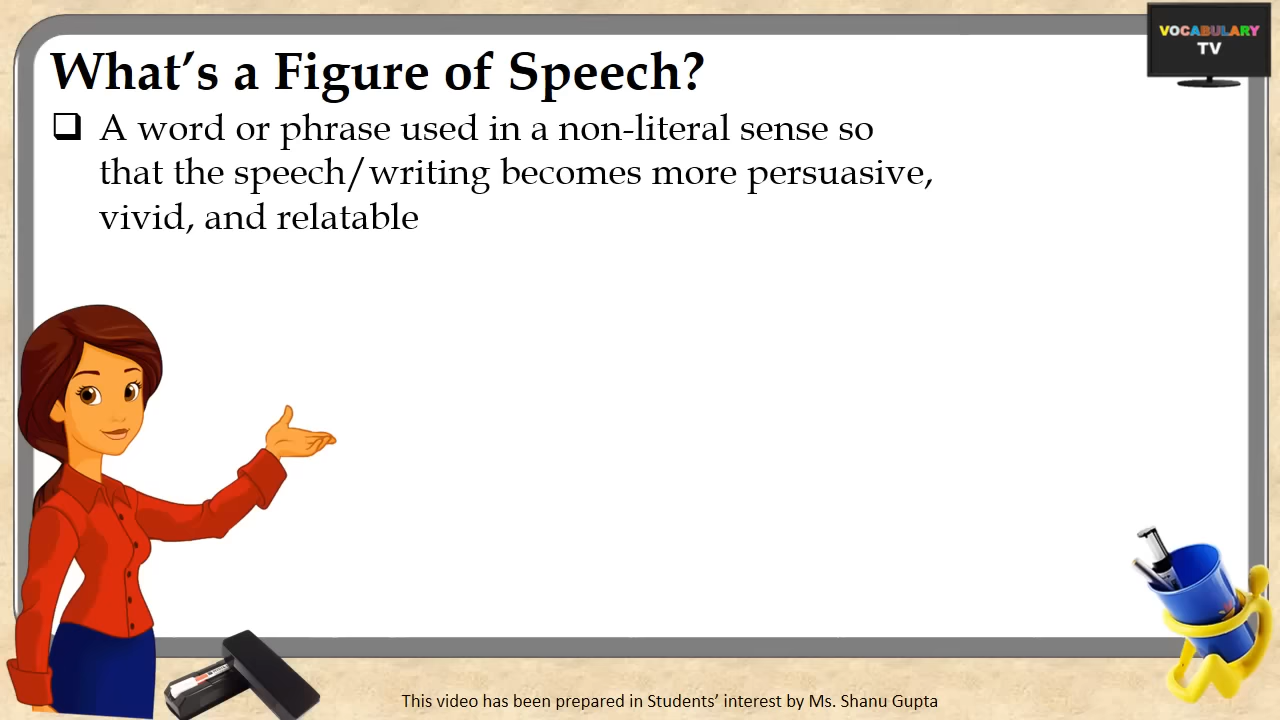 VOCABULARY
TV
What's a Figure of Speech?
❑ A word or phrase used in a non-literal sense so
that the speech/writing becomes more persuasive,
vivid, and relatable
This video has been prepared in Students' interest by Ms. Shanu Gupta